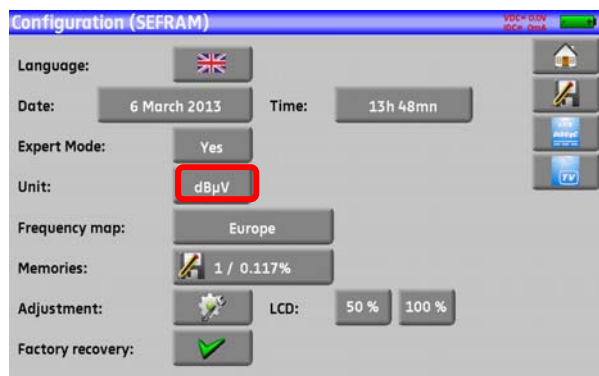 Configuration (SEFRAM)
VDC= 0.0V
IDC= 0mA
Language:
Date: 6 March 2013 Time: 13h 48mn
Expert Mode: Yes
Unit: dBµV
Frequency map: Europe
Memories: 1 / 0.117%
Adjustment: LCD: 50 % 100 %
Factory recovery:
TV